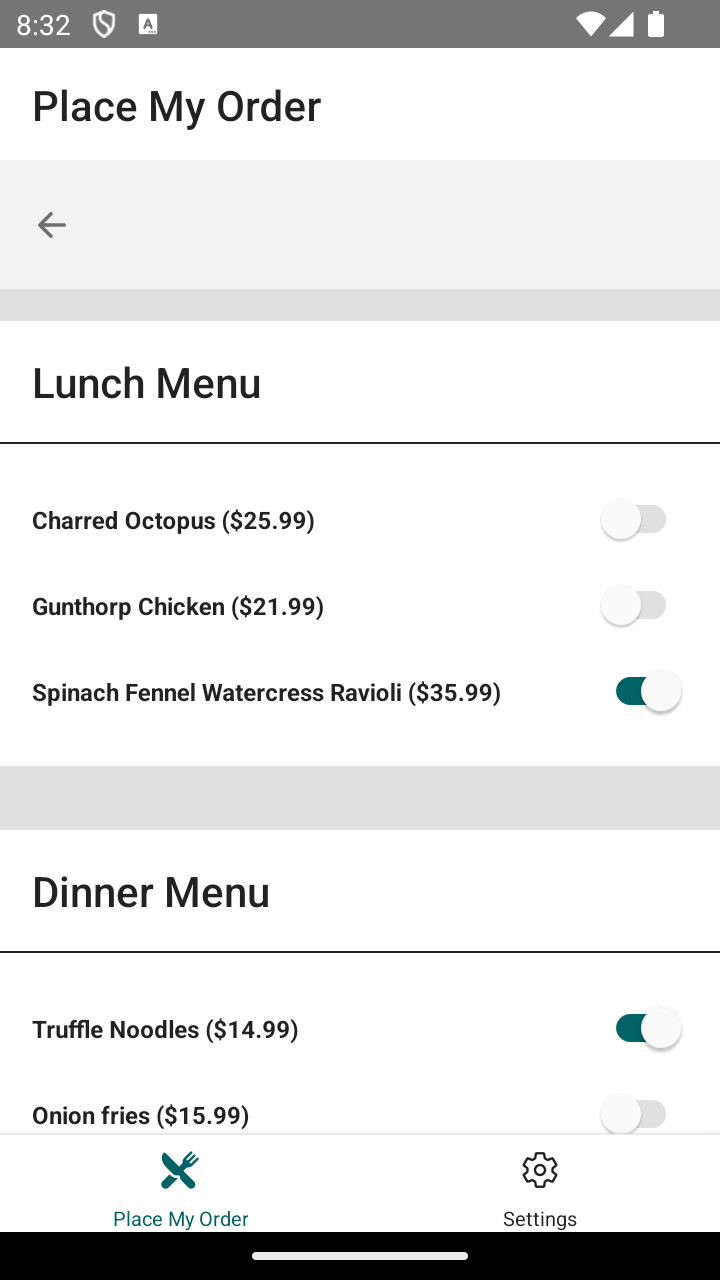 8:32
Place My Order
Lunch Menu
Charred Octopus ($25.99)
Gunthorp Chicken ($21.99)
Spinach Fennel Watercress Ravioli ($35.99)
Dinner Menu
Truffle Noodles ($14.99)
Onion fries ($15.99)
Place My Order
Settings